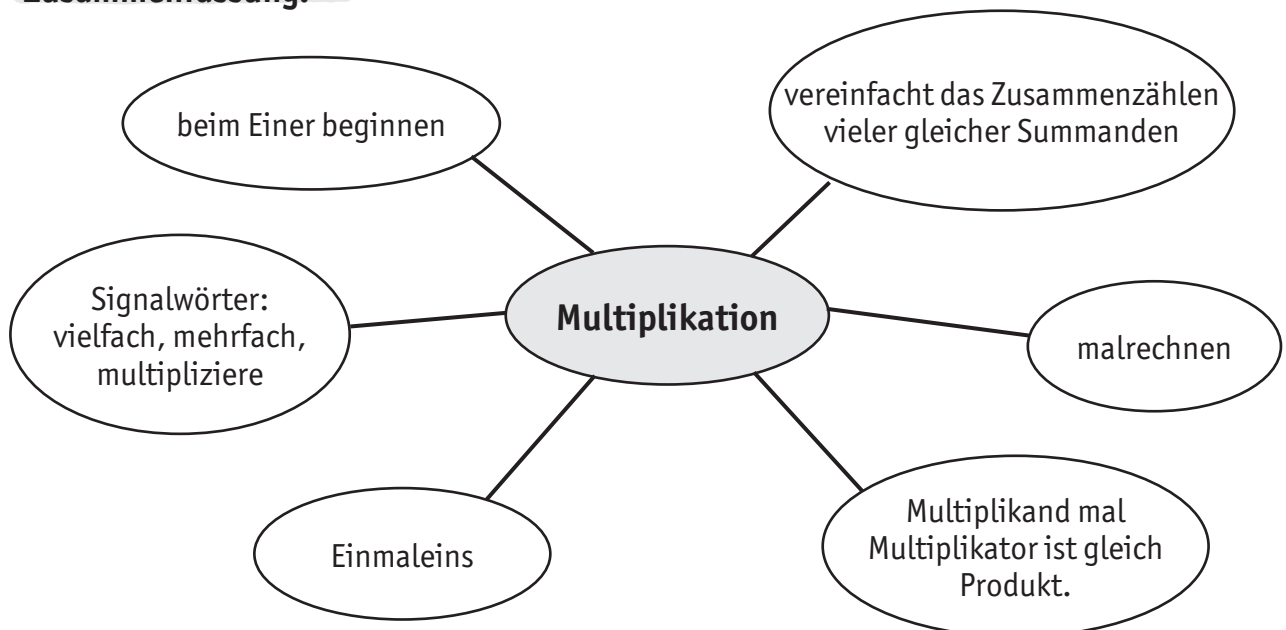 Zusammenfassung:
beim Einer beginnen
vereinfacht das Zusammenzählen
vieler gleicher Summanden
Signalwörter:
vielfach, mehrfach,
multipliziere
Multiplikation
malrechnen
Einmaleins
Multiplikand mal
Multiplikator ist gleich
Produkt.